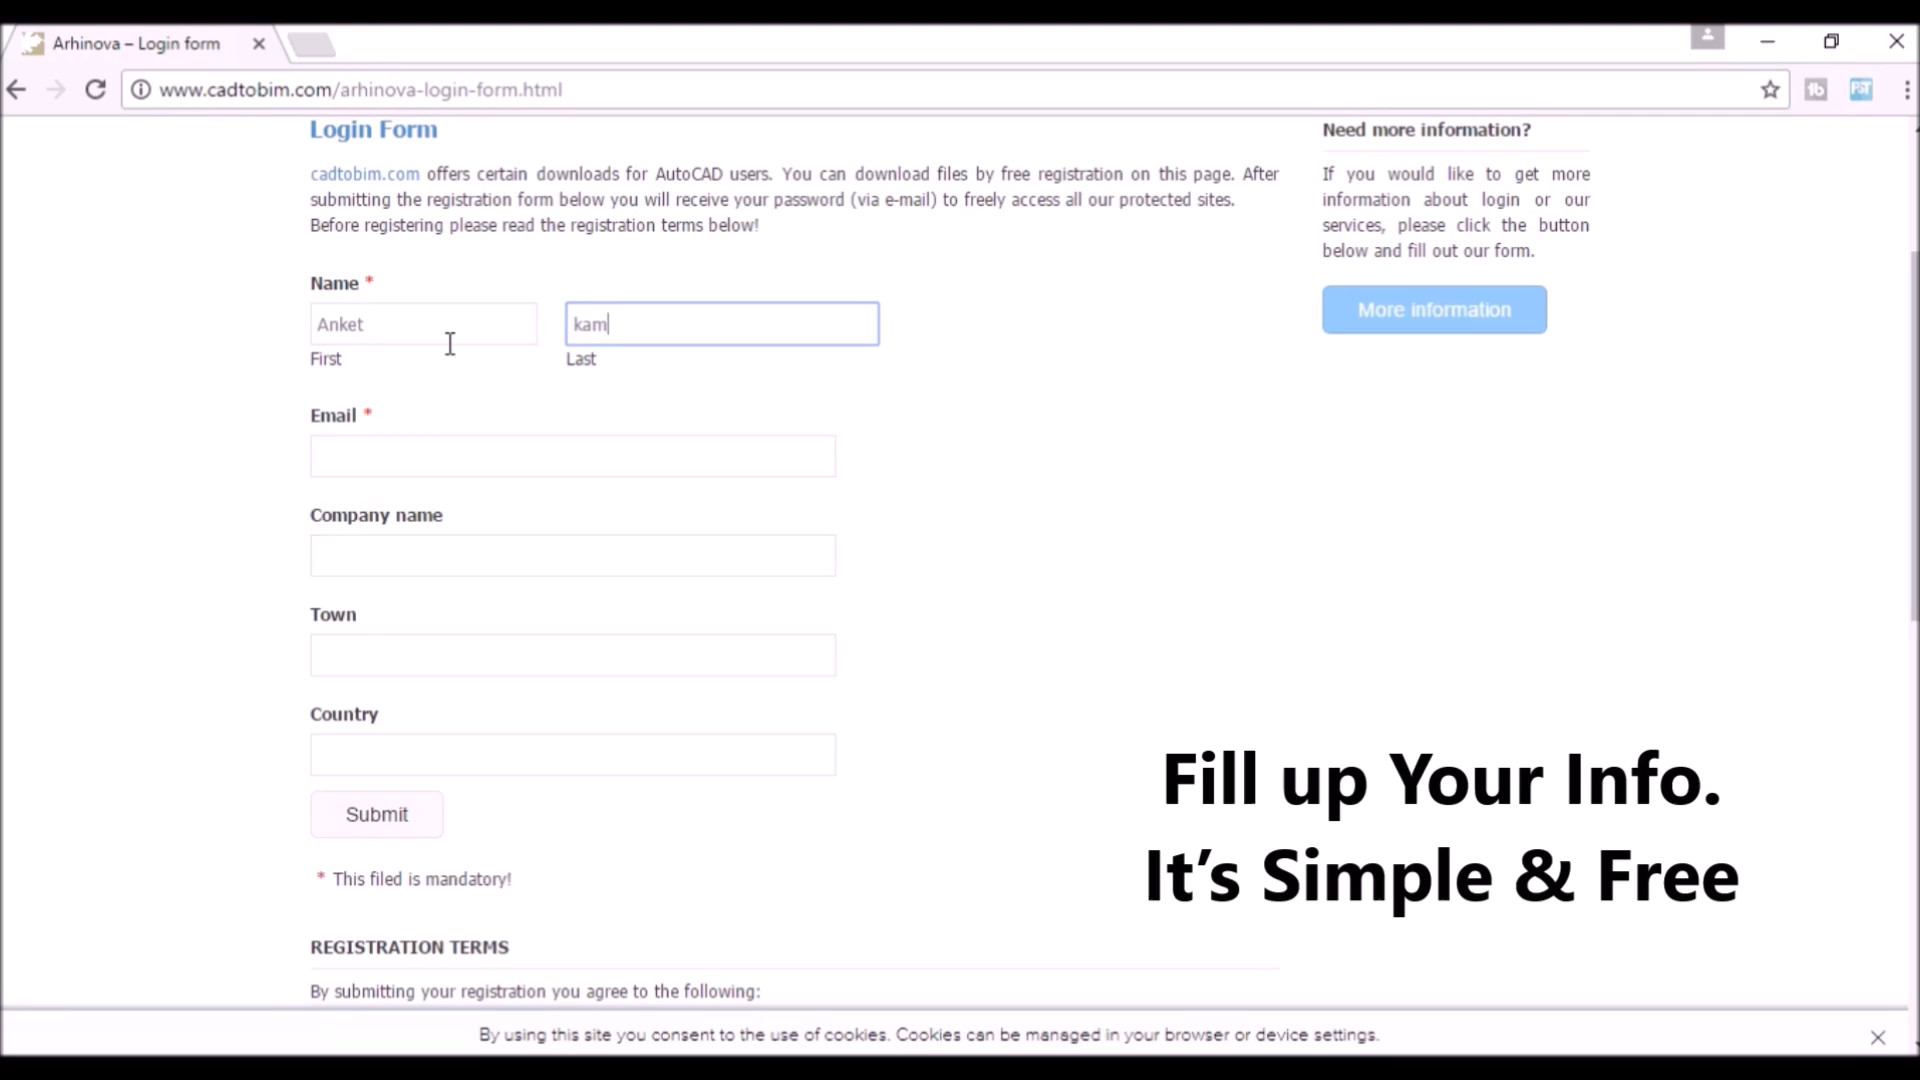 Arhinova – Login form
www.cadtobim.com/arhinova-login-form.html
Login Form
cadtobim.com offers certain downloads for AutoCAD users. You can download files by free registration on this page. After
submitting the registration form below you will receive your password (via e-mail) to freely access all our protected sites.
Before registering please read the registration terms below!
Name *
Anket
kam
First
Last
Email *
Company name
Town
Country
Submit
* This filed is mandatory!
REGISTRATION TERMS
By submitting your registration you agree to the following:
Need more information?
If you would like to get more
information about login or our
services, please click the button
below and fill out our form.
More information
Fill up Your Info.
It’s Simple & Free
By using this site you consent to the use of cookies. Cookies can be managed in your browser or device settings.